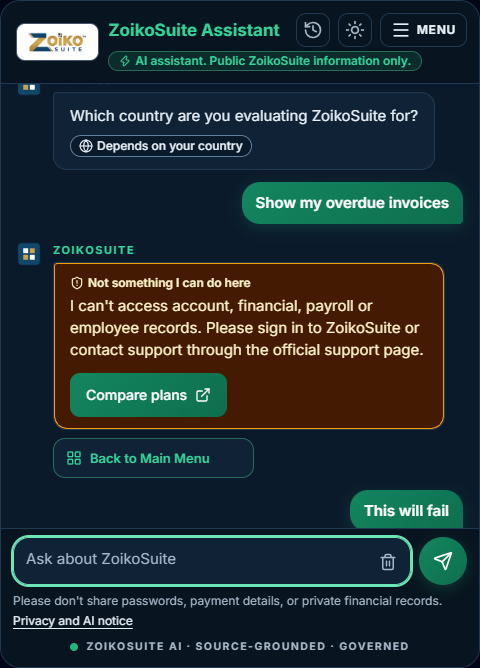 Zoiko™
SUITE
ZoikoSuite Assistant
MENU
AI assistant. Public ZoikoSuite information only.
Which country are you evaluating ZoikoSuite for?
Depends on your country
Show my overdue invoices
ZOIKOSUITE
Not something I can do here
I can't access account, financial, payroll or
employee records. Please sign in to ZoikoSuite or
contact support through the official support page.
Compare plans
Back to Main Menu
This will fail
Ask about ZoikoSuite
Please don't share passwords, payment details, or private financial records.
Privacy and AI notice
ZOIKOSUITE AI · SOURCE-GROUNDED · GOVERNED